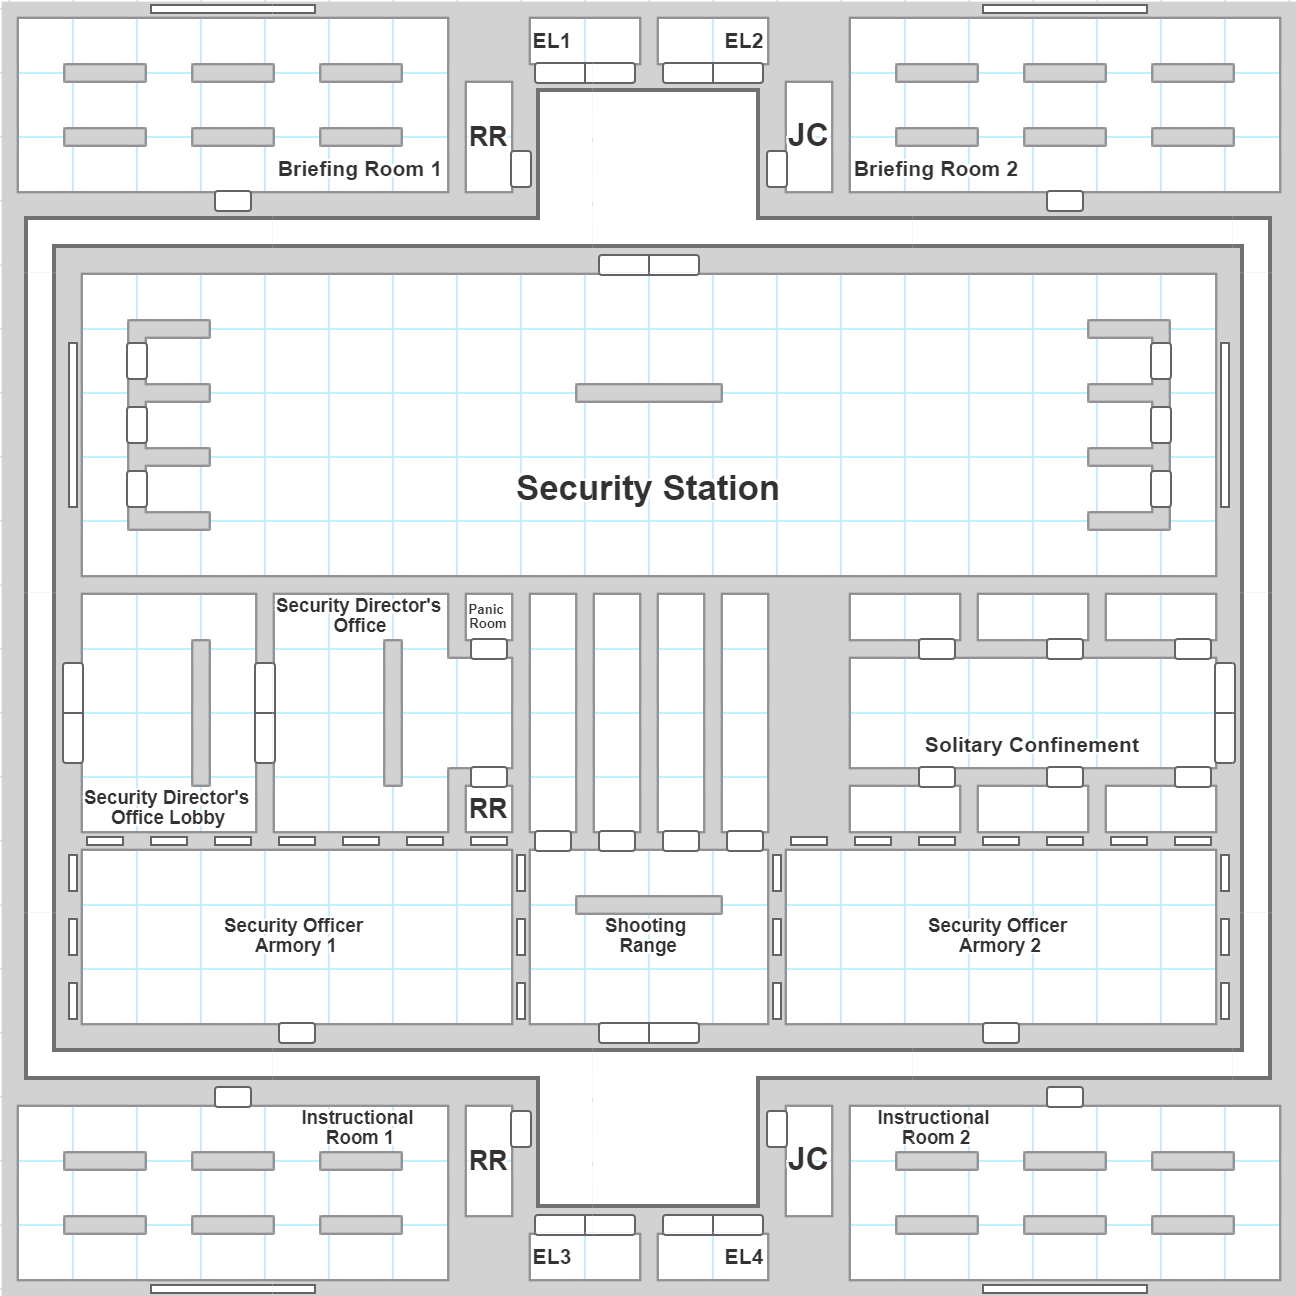 EL1
EL2
RR
JC
Briefing Room 1
Briefing Room 2
Security Station
Security Director's
Office
Panic
Room
Solitary Confinement
Security Director's
Office Lobby
RR
Security Officer
Armory 1
Shooting
Range
Security Officer
Armory 2
Instructional
Room 1
Instructional
Room 2
RR
JC
EL3
EL4